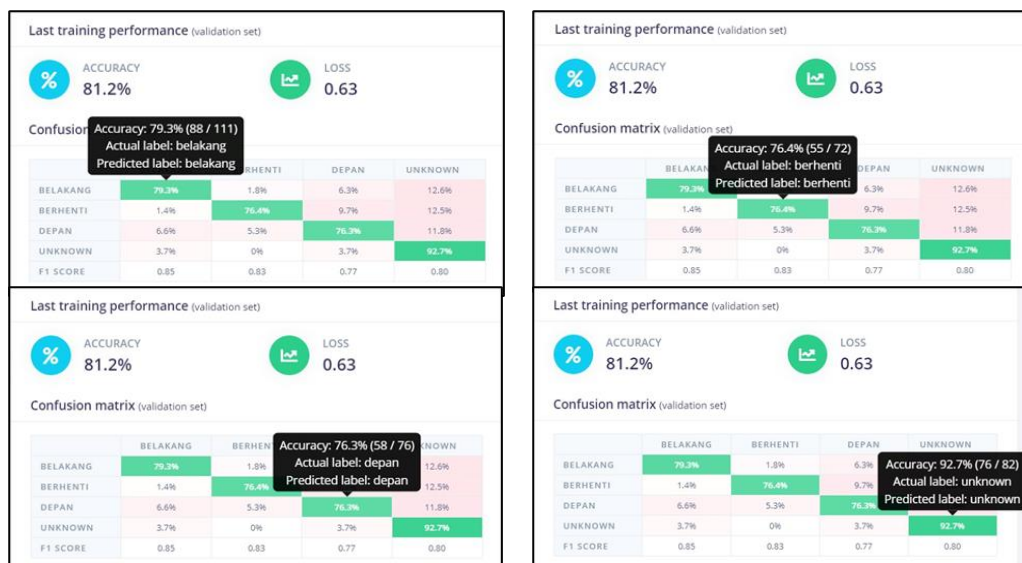 Last training performance (validation set)
ACCURACY
81.2%
LOSS
0.63
Confusion
Accuracy: 79.3% (88 / 111)
Actual label: belakang
Predicted label: belakang
RHENTI DEPAN UNKNOWN
BELAKANG 79.3% 1.8% 6.3% 12.6%
BERHENTI 1.4% 76.4% 9.7% 12.5%
DEPAN 6.6% 5.3% 76.3% 11.8%
UNKNOWN 3.7% 0% 3.7% 92.7%
F1 SCORE 0.85 0.83 0.77 0.80
Last training performance (validation set)
ACCURACY
81.2%
LOSS
0.63
Confusion matrix (validation set)
Accuracy: 76.4% (55 / 72)
Actual label: berhenti
Predicted label: berhenti
BELAKAN DEPAN UNKNOWN
BELAKANG 79.3% 6.3% 12.6%
BERHENTI 1.4% 76.4% 9.7% 12.5%
DEPAN 6.6% 5.3% 76.3% 11.8%
UNKNOWN 3.7% 0% 3.7% 92.7%
F1 SCORE 0.85 0.83 0.77 0.80
Last training performance (validation set)
ACCURACY
81.2%
LOSS
0.63
Confusion matrix (validation set)
Accuracy: 76.3% (58 / 76)
Actual label: depan
Predicted label: depan
BELAKANG BERHEN KNOWN
BELAKANG 79.3% 1.8% 12.6%
BERHENTI 1.4% 76.4% 12.5%
DEPAN 6.6% 5.3% 76.3% 11.8%
UNKNOWN 3.7% 0% 3.7% 92.7%
F1 SCORE 0.85 0.83 0.77 0.80
Last training performance (validation set)
ACCURACY
81.2%
LOSS
0.63
Confusion matrix (validation set)
BELAKANG BERHENTI DEPAN UNKNOWN
Accuracy: 92.7% (76 / 82)
Actual label: unknown
Predicted label: unknown
BELAKANG 79.3% 1.8% 6.3%
BERHENTI 1.4% 76.4% 9.7%
DEPAN 6.6% 5.3% 76.3%
UNKNOWN 3.7% 0% 3.7% 92.7%
F1 SCORE 0.85 0.83 0.77 0.80